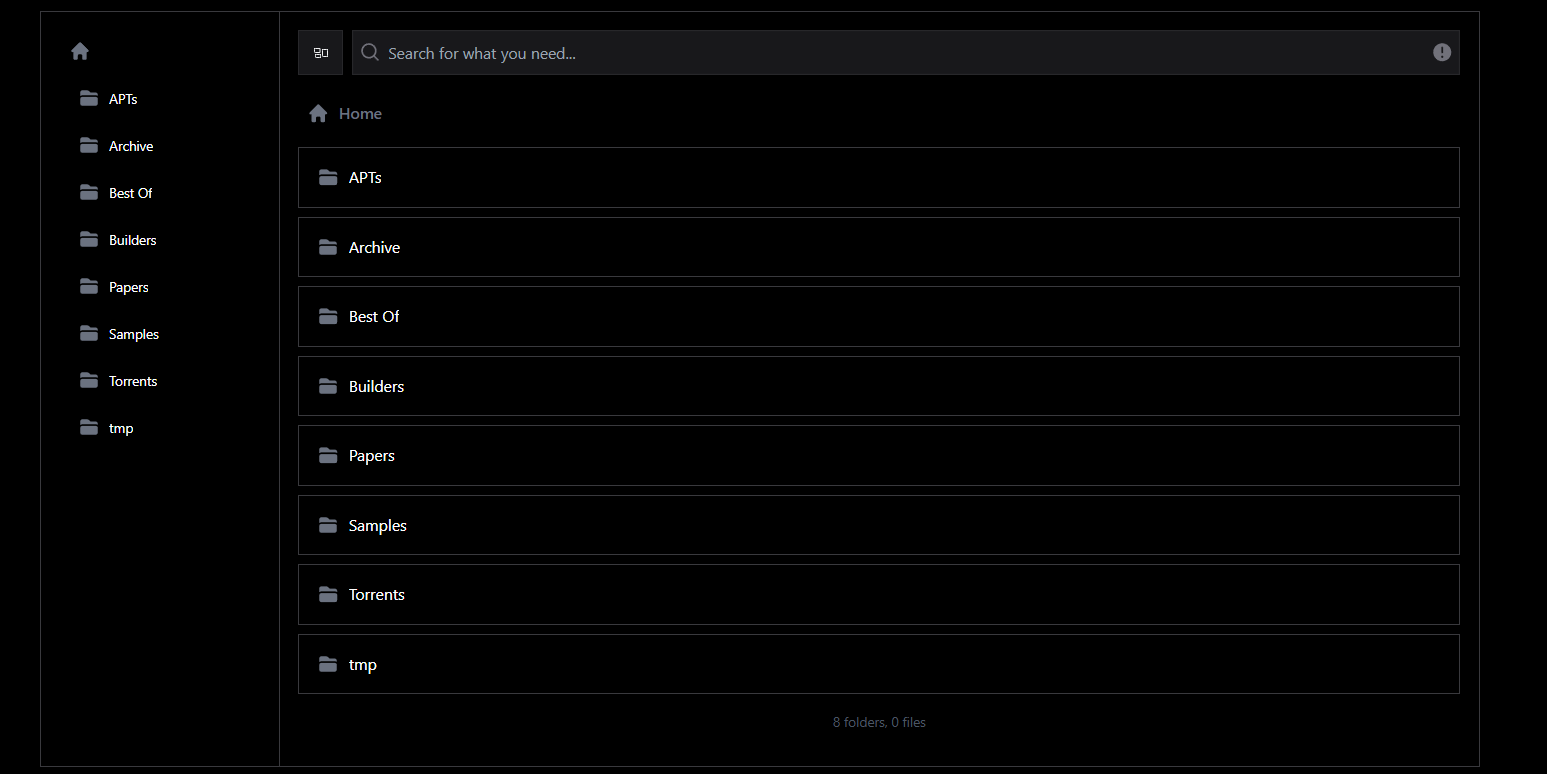 APTs
Archive
Best Of
Builders
Papers
Samples
Torrents
tmp
Search for what you need...
Home
APTs
Archive
Best Of
Builders
Papers
Samples
Torrents
tmp
8 folders, 0 files